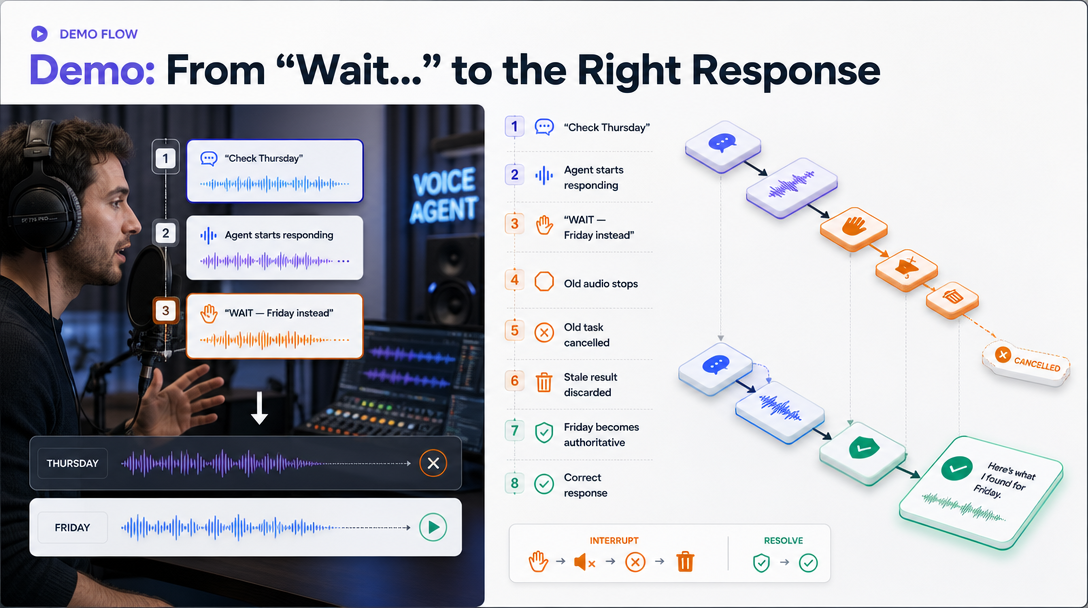 DEMO FLOW
Demo: From “Wait...” to the Right Response
1
“Check Thursday”
2
Agent starts responding
3
“WAIT — Friday instead”
VOICE
AGENT
THURSDAY
FRIDAY
1
“Check Thursday”
2
Agent starts
responding
3
“WAIT —
Friday instead”
4
Old audio stops
5
Old task
cancelled
6
Stale result
discarded
7
Friday becomes
authoritative
8
Correct
response
CANCELLED
Here’s what
I found for
Friday.
INTERRUPT
RESOLVE